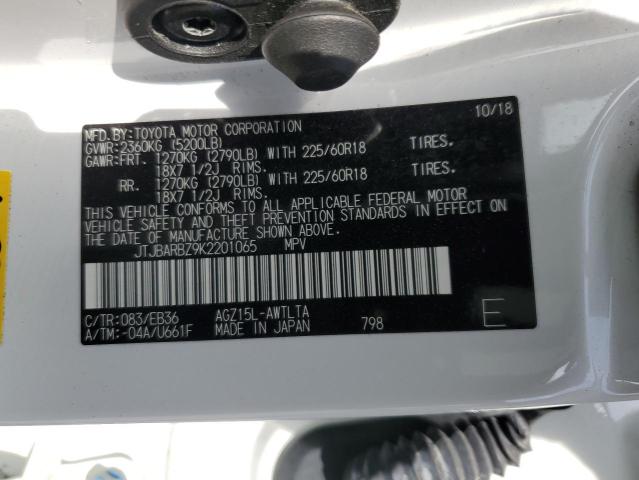 MFD.BY:TOYOTA MOTOR CORPORATION 10/18
GVWR:2360KG (5200LB)
GAWR:FRT. 1270KG (2790LB) WITH 225/60R18 TIRES.
18X7 1/2J RIMS.
RR. 1270KG (2790LB) WITH 225/60R18 TIRES.
18X7 1/2J RIMS.
THIS VEHICLE CONFORMS TO ALL APPLICABLE FEDERAL MOTOR
VEHICLE SAFETY AND THEFT PREVENTION STANDARDS IN EFFECT ON
THE DATE OF MANUFACTURE SHOWN ABOVE.
JTJBARBZ9K2201065 MPV
C/TR:083/EB36 AGZ15L-AWTLTA
A/TM:-04A/U661F MADE IN JAPAN 798 E